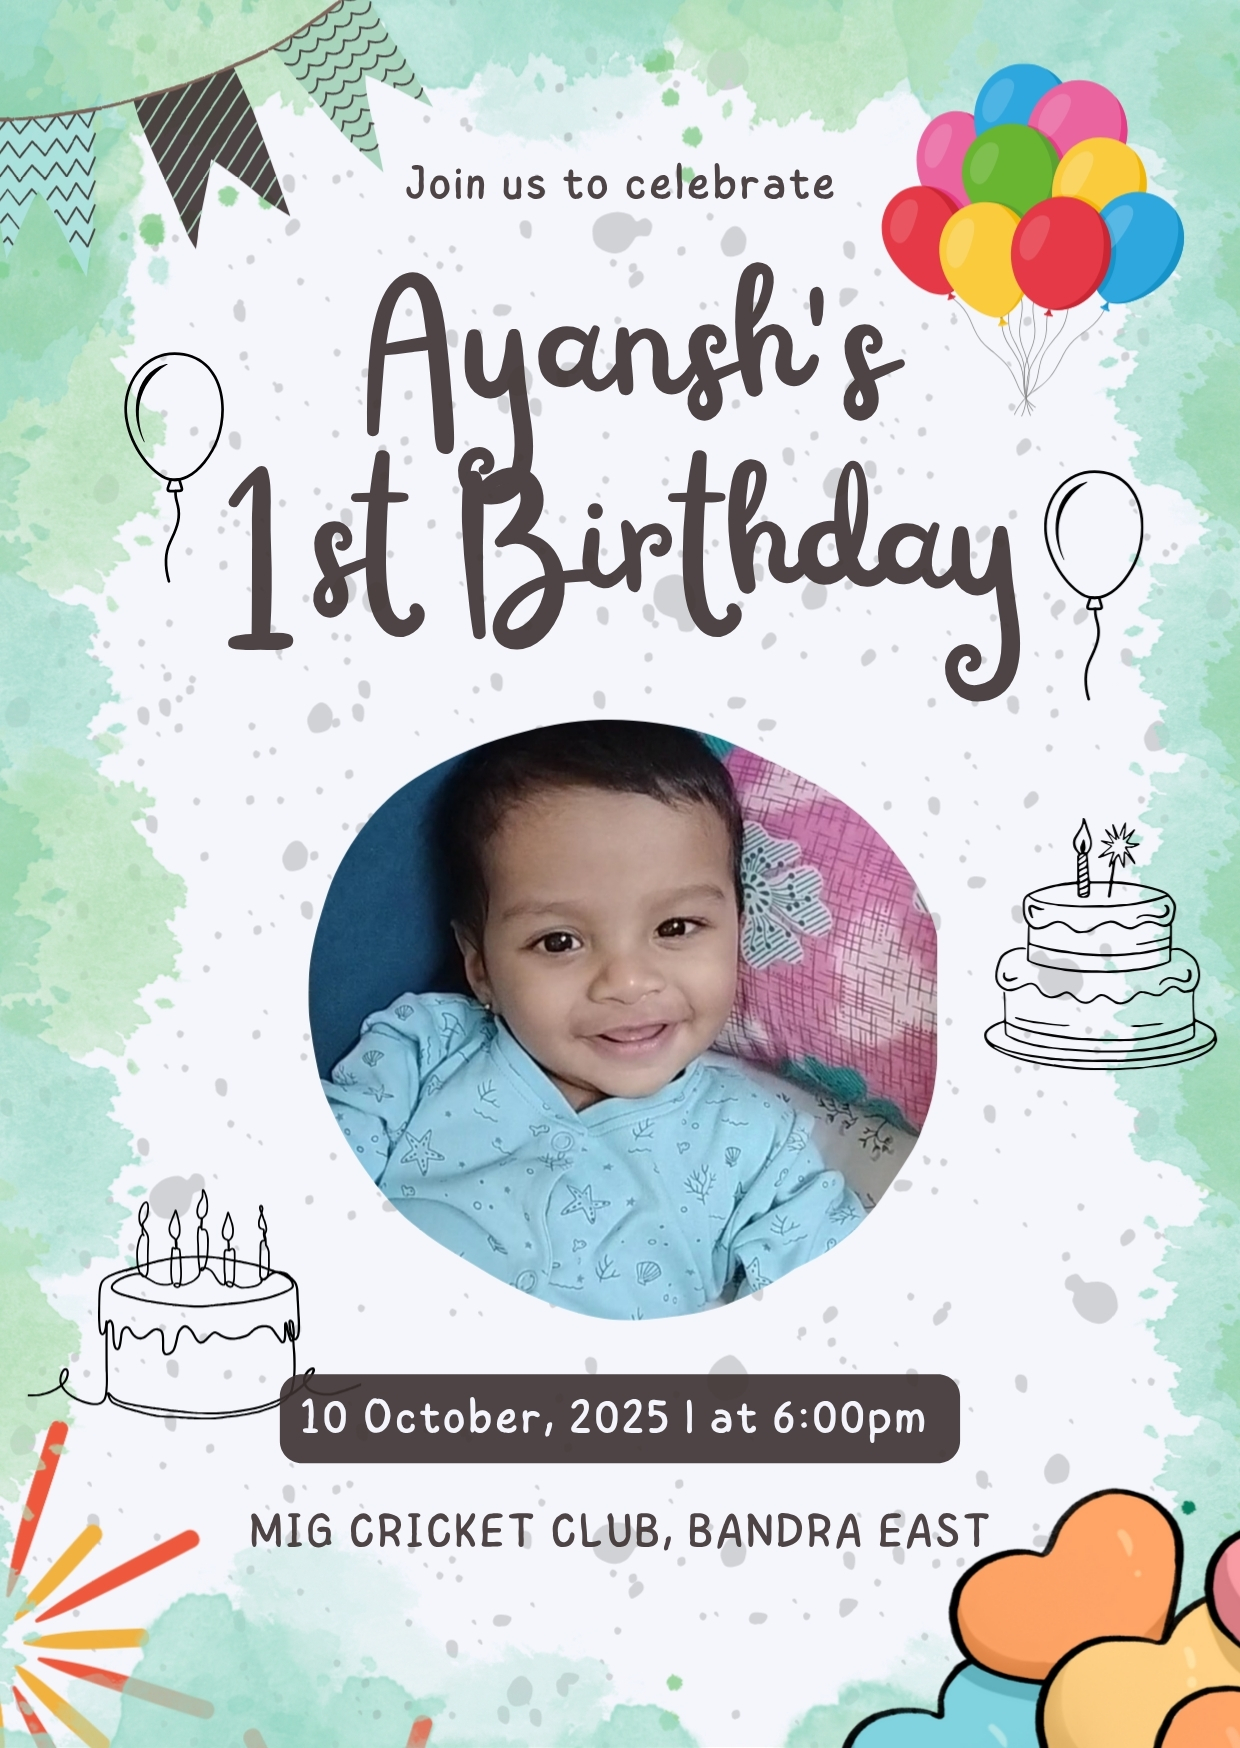 Join us to celebrate
Ayansh's
1st Birthday
10 October, 2025 | at 6:00pm
MIG CRICKET CLUB, BANDRA EAST